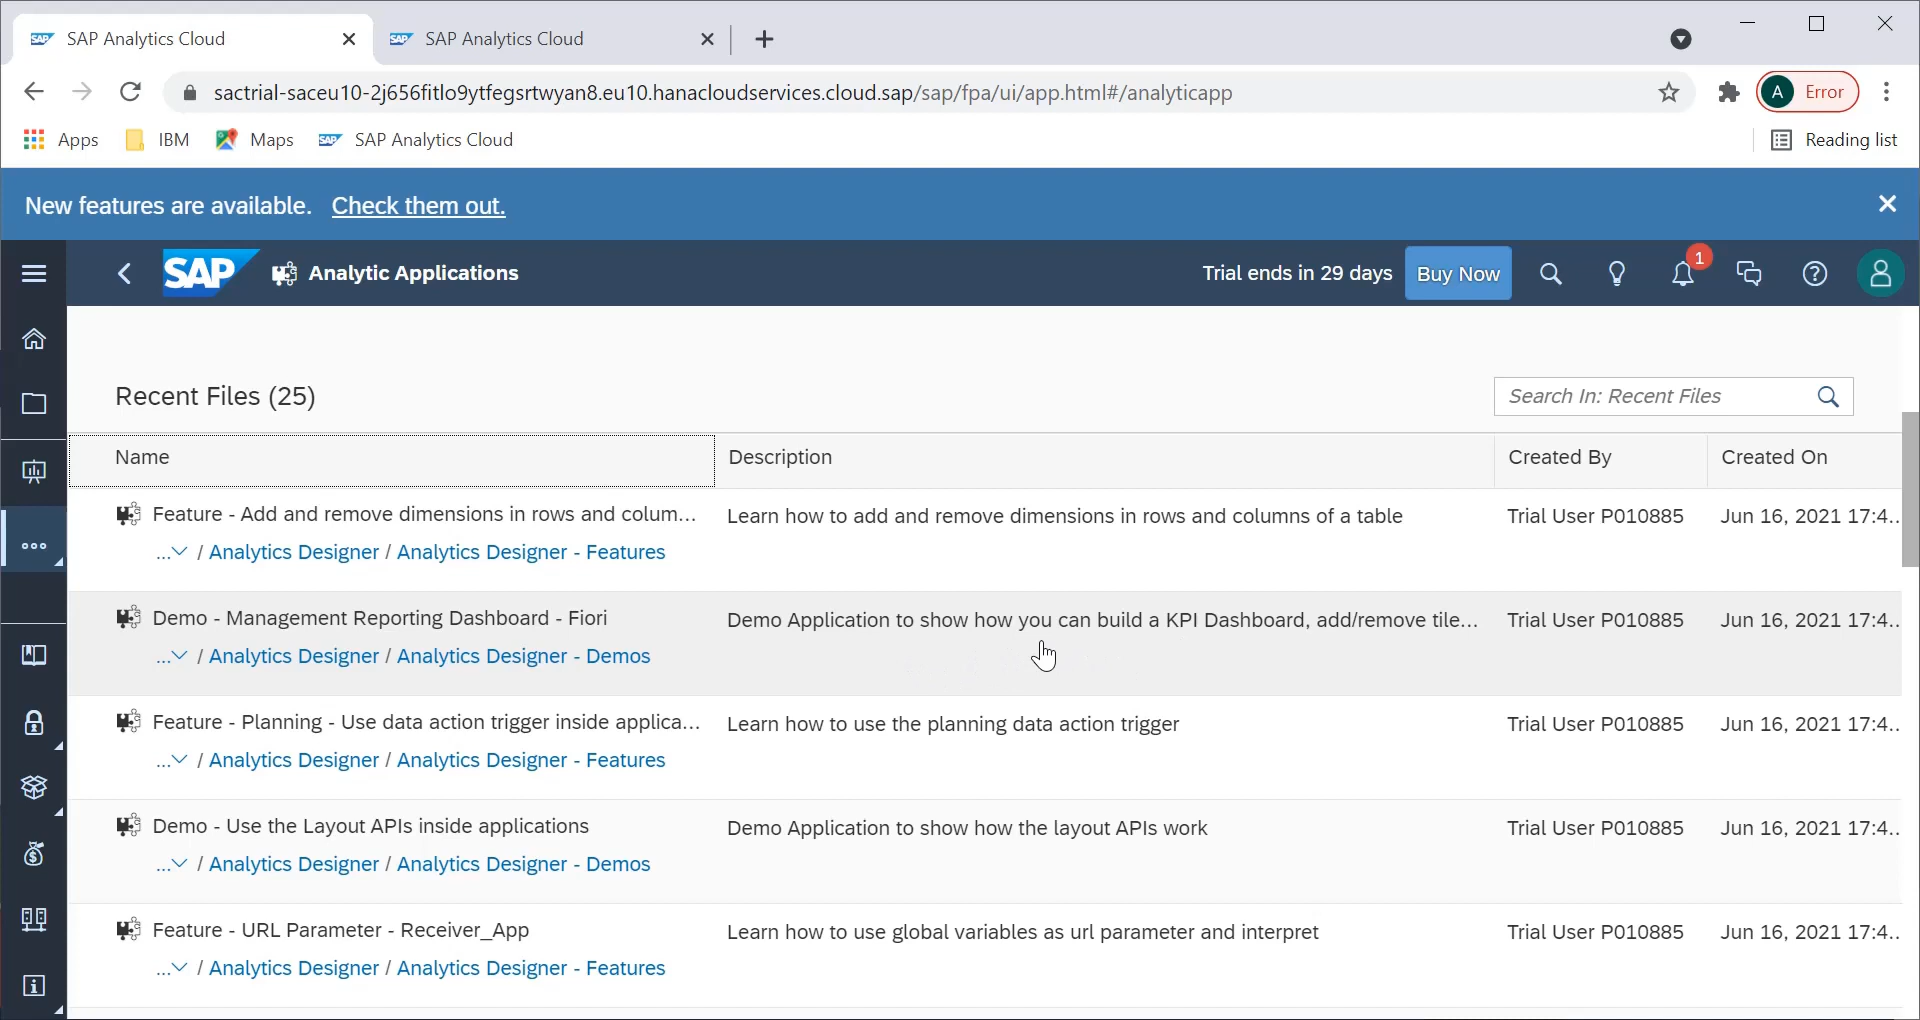 SAP SAP Analytics Cloud
SAP SAP Analytics Cloud
sactrial-saceu10-2j656fitlo9ytfegsrtwyan8.eu10.hanacloudservices.cloud.sap/sap/fpa/ui/app.html#/analyticapp
A Error
Apps IBM Maps SAP SAP Analytics Cloud Reading list
New features are available. Check them out.
SAP Analytic Applications Trial ends in 29 days Buy Now 1
Recent Files (25) Search In: Recent Files
Name Description Created By Created On
Feature - Add and remove dimensions in rows and colum... Learn how to add and remove dimensions in rows and columns of a table Trial User P010885 Jun 16, 2021 17:4..
... / Analytics Designer / Analytics Designer - Features
Demo - Management Reporting Dashboard - Fiori Demo Application to show how you can build a KPI Dashboard, add/remove tile... Trial User P010885 Jun 16, 2021 17:4..
... / Analytics Designer / Analytics Designer - Demos
Feature - Planning - Use data action trigger inside applica... Learn how to use the planning data action trigger Trial User P010885 Jun 16, 2021 17:4..
... / Analytics Designer / Analytics Designer - Features
Demo - Use the Layout APIs inside applications Demo Application to show how the layout APIs work Trial User P010885 Jun 16, 2021 17:4..
... / Analytics Designer / Analytics Designer - Demos
Feature - URL Parameter - Receiver_App Learn how to use global variables as url parameter and interpret Trial User P010885 Jun 16, 2021 17:4..
... / Analytics Designer / Analytics Designer - Features